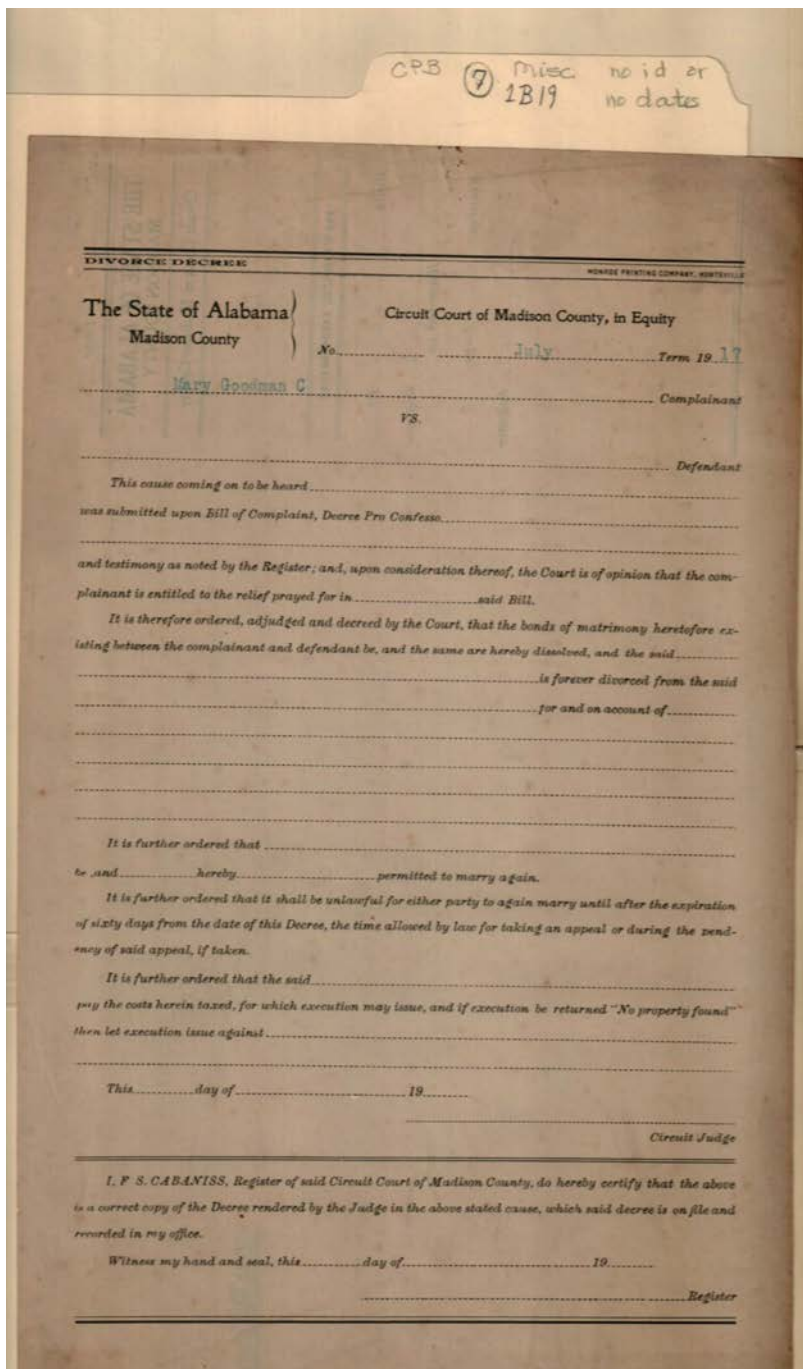 CPB ⑦ Misc no id or
1B19 no dates
DIVORCE DECREE
MONROE PRINTING COMPANY, HUNTSVILLE
The State of Alabama
Madison County
Circuit Court of Madison County, in Equity
No. July Term 19 17
Mary Goodman C Complainant
VS.
Defendant
This cause coming on to be heard
was submitted upon Bill of Complaint, Decree Pro Confesso
and testimony as noted by the Register; and, upon consideration thereof, the Court is of opinion that the com-
plainant is entitled to the relief prayed for in said Bill.
It is therefore ordered, adjudged and decreed by the Court, that the bonds of matrimony heretofore ex-
isting between the complainant and defendant be, and the same are hereby dissolved, and the said
is forever divorced from the said
for and on account of
It is further ordered that
be and hereby permitted to marry again.
It is further ordered that it shall be unlawful for either party to again marry until after the expiration
of sixty days from the date of this Decree, the time allowed by law for taking an appeal or during the pend-
ency of said appeal, if taken.
It is further ordered that the said
pay the costs herein taxed, for which execution may issue, and if execution be returned "No property found"
then let execution issue against
This day of 19
Circuit Judge
I, F S. CABANISS, Register of said Circuit Court of Madison County, do hereby certify that the above
is a correct copy of the Decree rendered by the Judge in the above stated cause, which said decree is on file and
recorded in my office.
Witness my hand and seal, this day of 19
Register